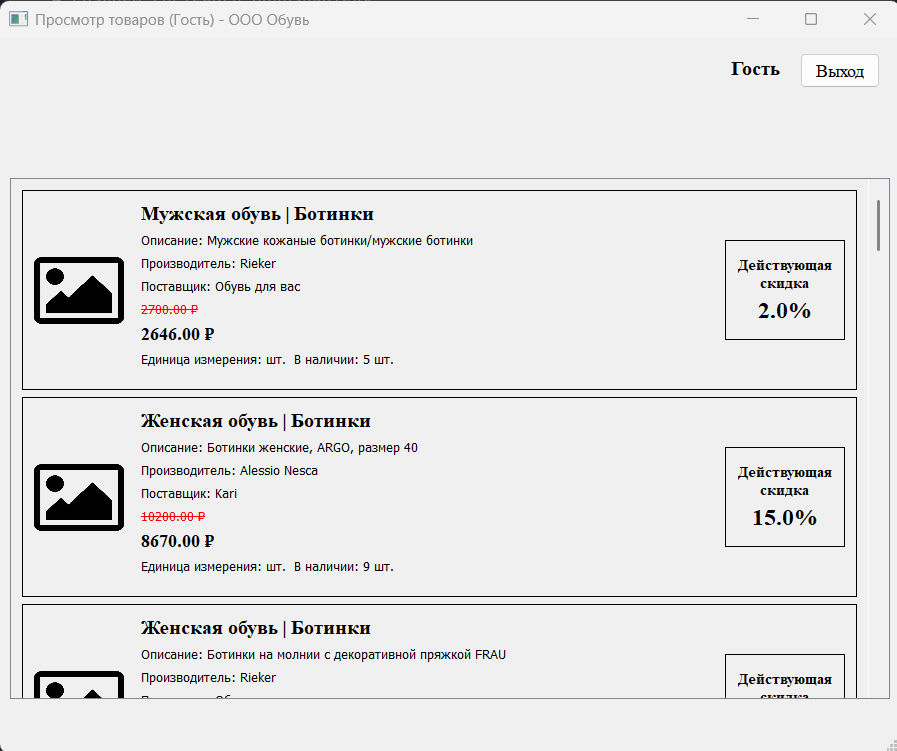 Просмотр товаров (Гость) - ООО Обувь
Гость
Выход
Мужская обувь | Ботинки
Описание: Мужские кожаные ботинки/мужские ботинки
Производитель: Rieker
Поставщик: Обувь для вас
2700.00 ₽
2646.00 ₽
Единица измерения: шт. В наличии: 5 шт.
Действующая
скидка
2.0%
Женская обувь | Ботинки
Описание: Ботинки женские, ARGO, размер 40
Производитель: Alessio Nesca
Поставщик: Kari
10200.00 ₽
8670.00 ₽
Единица измерения: шт. В наличии: 9 шт.
Действующая
скидка
15.0%
Женская обувь | Ботинки
Описание: Ботинки на молнии с декоративной пряжкой FRAU
Производитель: Rieker
Действующая
скидка